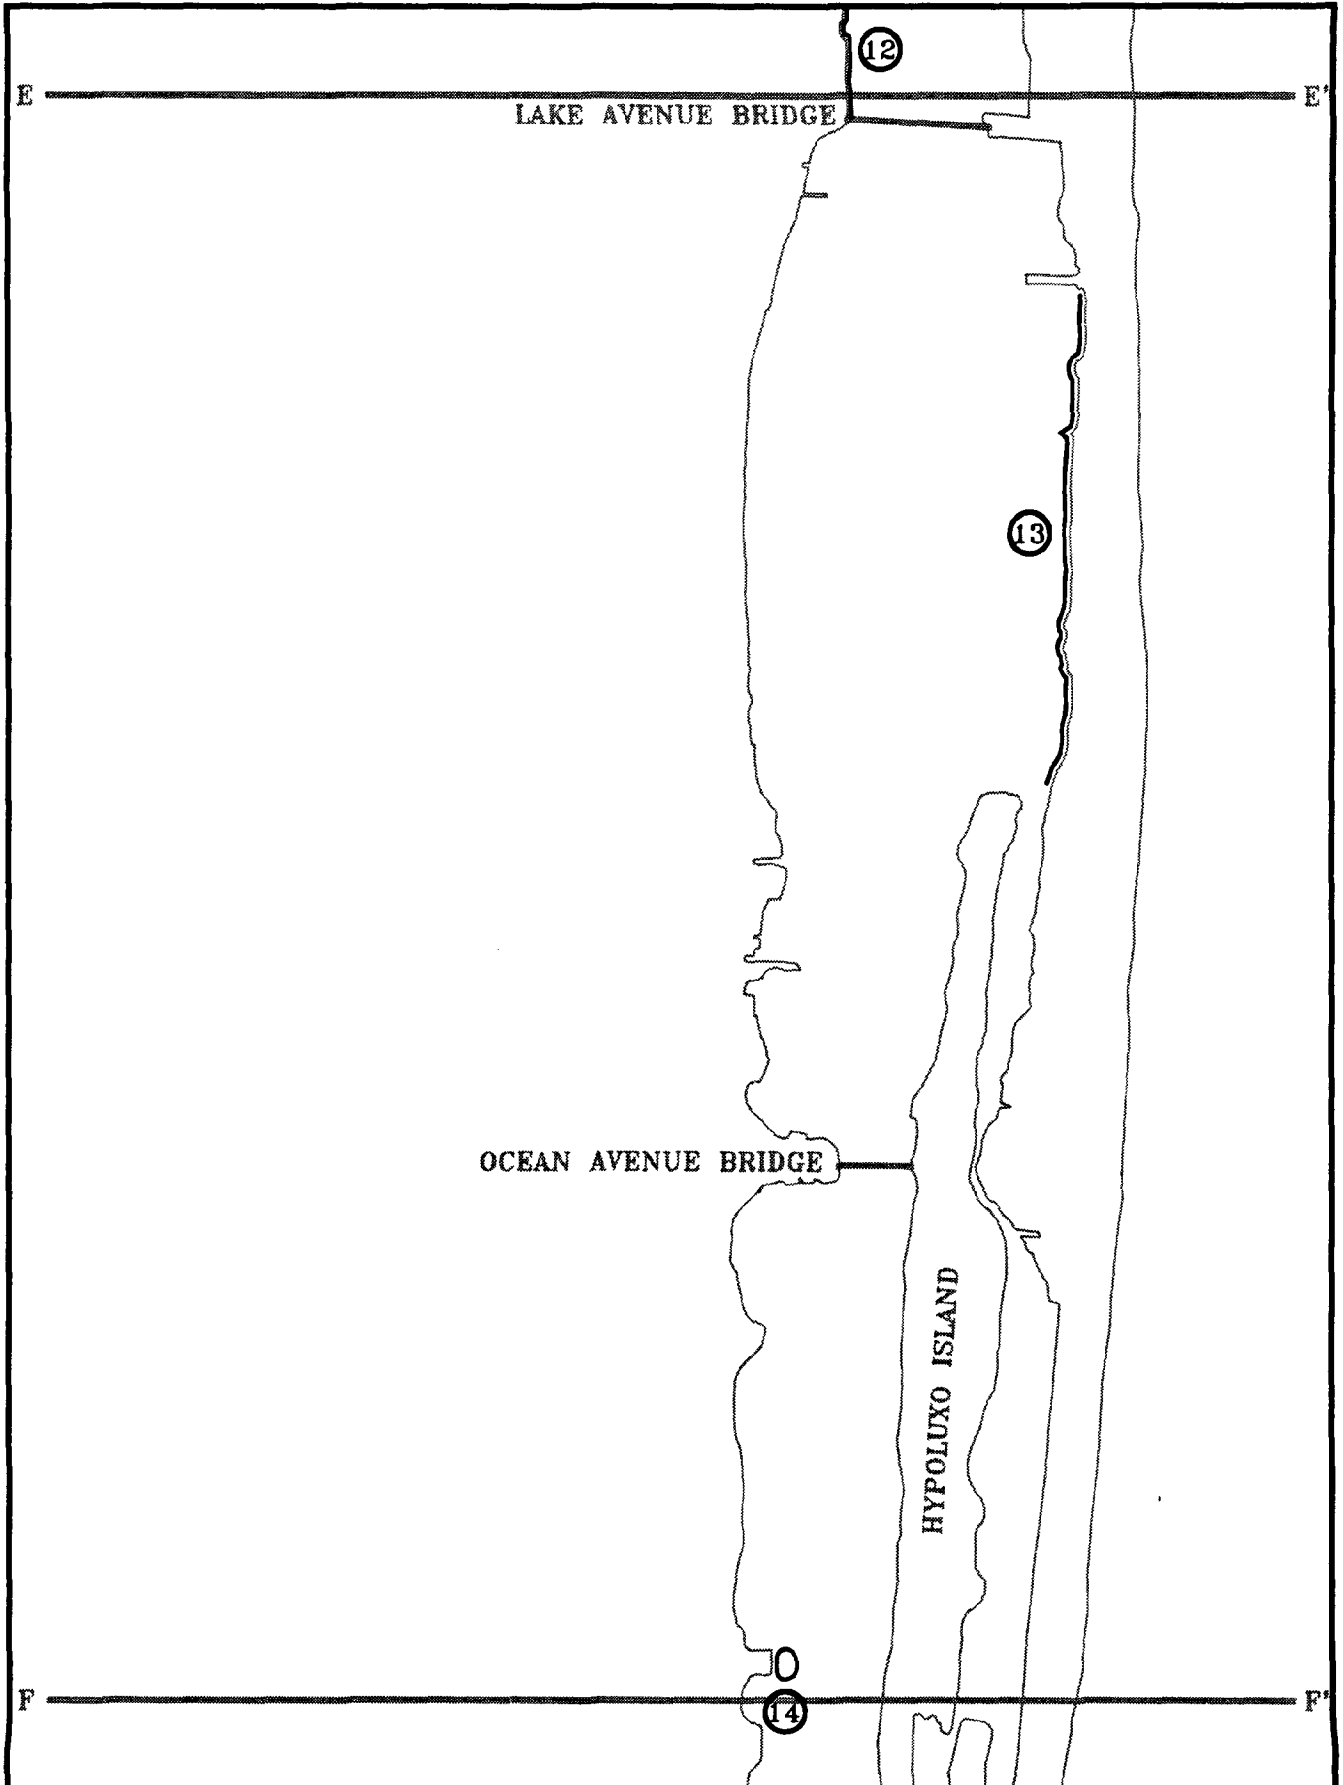 12
E E'
LAKE AVENUE BRIDGE
13
OCEAN AVENUE BRIDGE
HYPOLUXO ISLAND
F F'
14